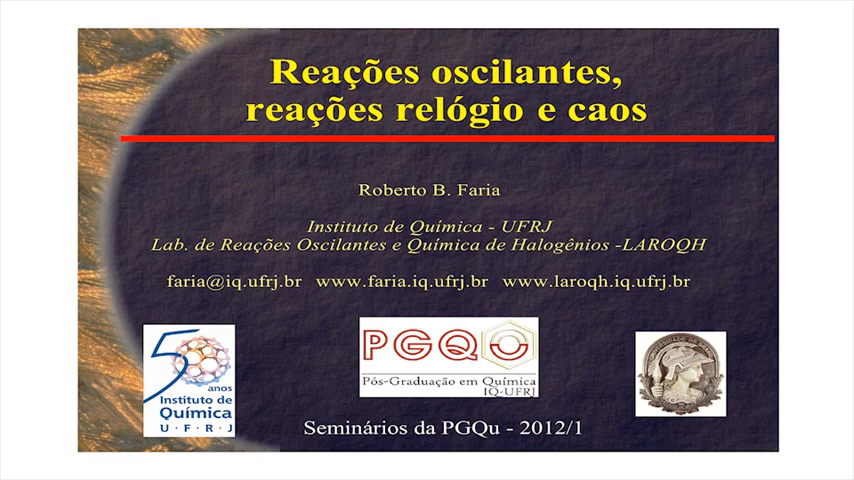 Reações oscilantes,
reações relógio e caos
Roberto B. Faria
Instituto de Química - UFRJ
Lab. de Reações Oscilantes e Química de Halogênios -LAROQH
faria@iq.ufrj.br www.faria.iq.ufrj.br www.laroqh.iq.ufrj.br
50
anos
Instituto de
Química
U · F · R · J
PGQU
Pós-Graduação em Química
IQ-UFRJ
Seminários da PGQu - 2012/1